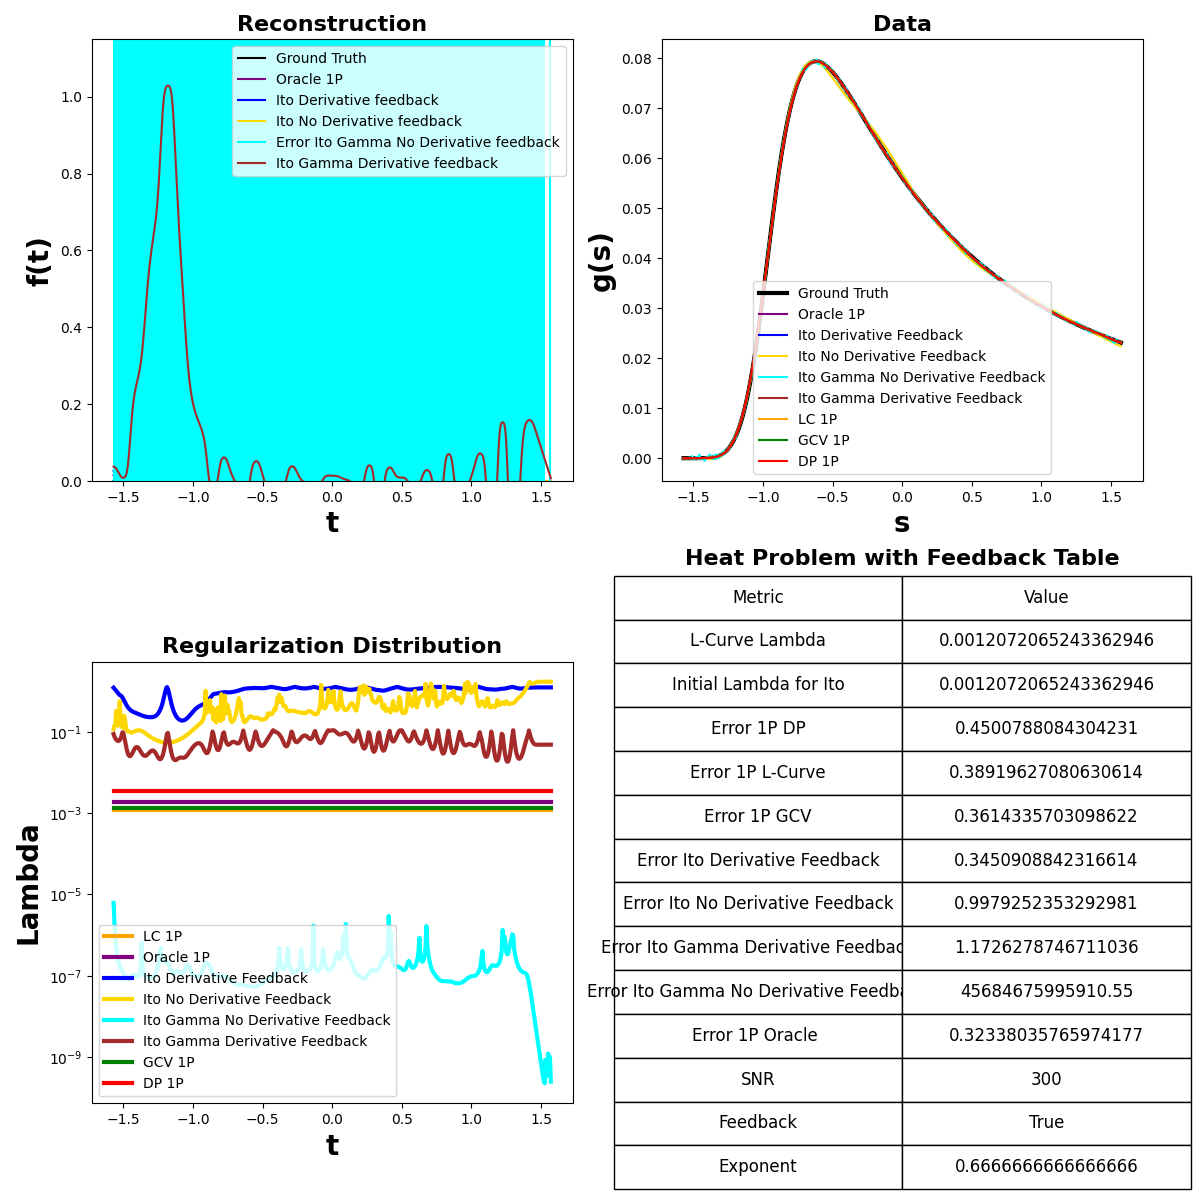 Reconstruction
f(t)
1.0
0.8
0.6
0.4
0.2
0.0
Ground Truth
Oracle 1P
Ito Derivative feedback
Ito No Derivative feedback
Error Ito Gamma No Derivative feedback
Ito Gamma Derivative feedback
−1.5 −1.0 −0.5 0.0 0.5 1.0 1.5
t
Data
g(s)
0.08
0.07
0.06
0.05
0.04
0.03
0.02
0.01
0.00
Ground Truth
Oracle 1P
Ito Derivative Feedback
Ito No Derivative Feedback
Ito Gamma No Derivative Feedback
Ito Gamma Derivative Feedback
LC 1P
GCV 1P
DP 1P
−1.5 −1.0 −0.5 0.0 0.5 1.0 1.5
s
Regularization Distribution
Lambda
10−1
10−3
10−5
10−7
10−9
LC 1P
Oracle 1P
Ito Derivative Feedback
Ito No Derivative Feedback
Ito Gamma No Derivative Feedback
Ito Gamma Derivative Feedback
GCV 1P
DP 1P
−1.5 −1.0 −0.5 0.0 0.5 1.0 1.5
t
Heat Problem with Feedback Table
Metric Value
L-Curve Lambda 0.0012072065243362946
Initial Lambda for Ito 0.0012072065243362946
Error 1P DP 0.4500788084304231
Error 1P L-Curve 0.38919627080630614
Error 1P GCV 0.3614335703098622
Error Ito Derivative Feedback 0.3450908842316614
Error Ito No Derivative Feedback 0.9979252353292981
Error Ito Gamma Derivative Feedbac 1.1726278746711036
Error Ito Gamma No Derivative Feedba 45684675995910.55
Error 1P Oracle 0.32338035765974177
SNR 300
Feedback True
Exponent 0.6666666666666666